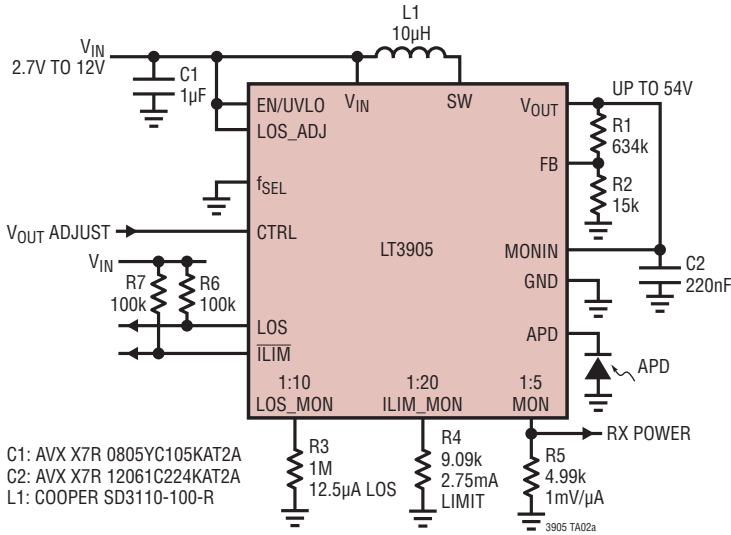 L1
10µH
VIN
2.7V TO 12V
C1
1µF
EN/UVLO
VIN
SW
VOUT
UP TO 54V
LOS_ADJ
R1
634k
FB
fSEL
R2
15k
VOUT ADJUST
CTRL
LT3905
VIN
MONIN
R7
100k
R6
100k
GND
C2
220nF
LOS
APD
ILIM
APD
1:10
LOS_MON
1:20
ILIM_MON
1:5
MON
RX POWER
C1: AVX X7R 0805YC105KAT2A
C2: AVX X7R 12061C224KAT2A
L1: COOPER SD3110-100-R
R3
1M
12.5µA LOS
R4
9.09k
2.75mA
LIMIT
R5
4.99k
1mV/µA
3905 TA02a